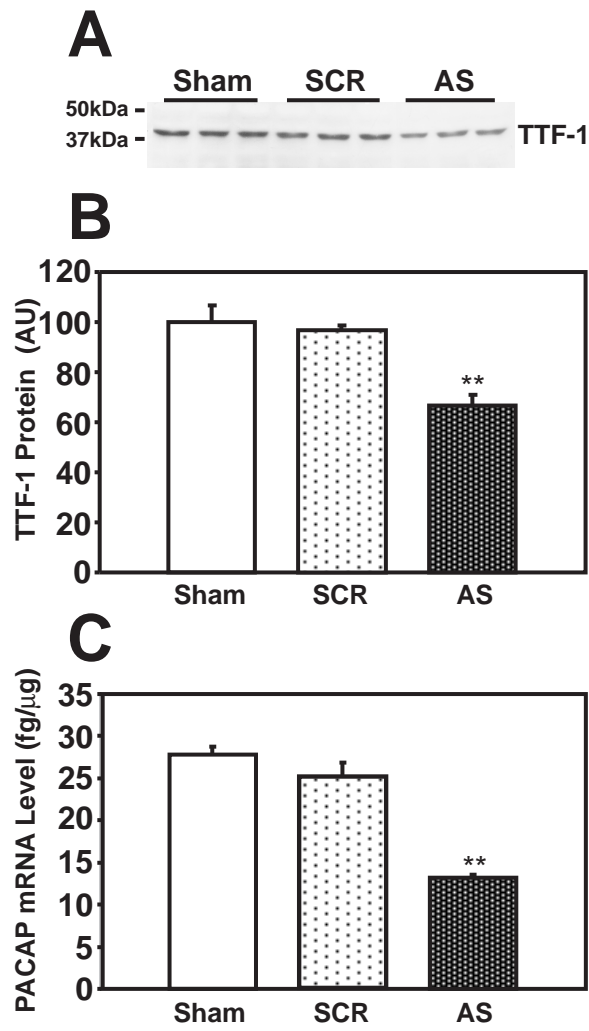 A
Sham SCR AS
50kDa
37kDa
TTF-1
B
TTF-1 Protein (AU)
120
100
80
60
40
20
0
**
Sham SCR AS
C
PACAP mRNA Level (fg/μg)
35
30
25
20
15
10
5
0
**
Sham SCR AS